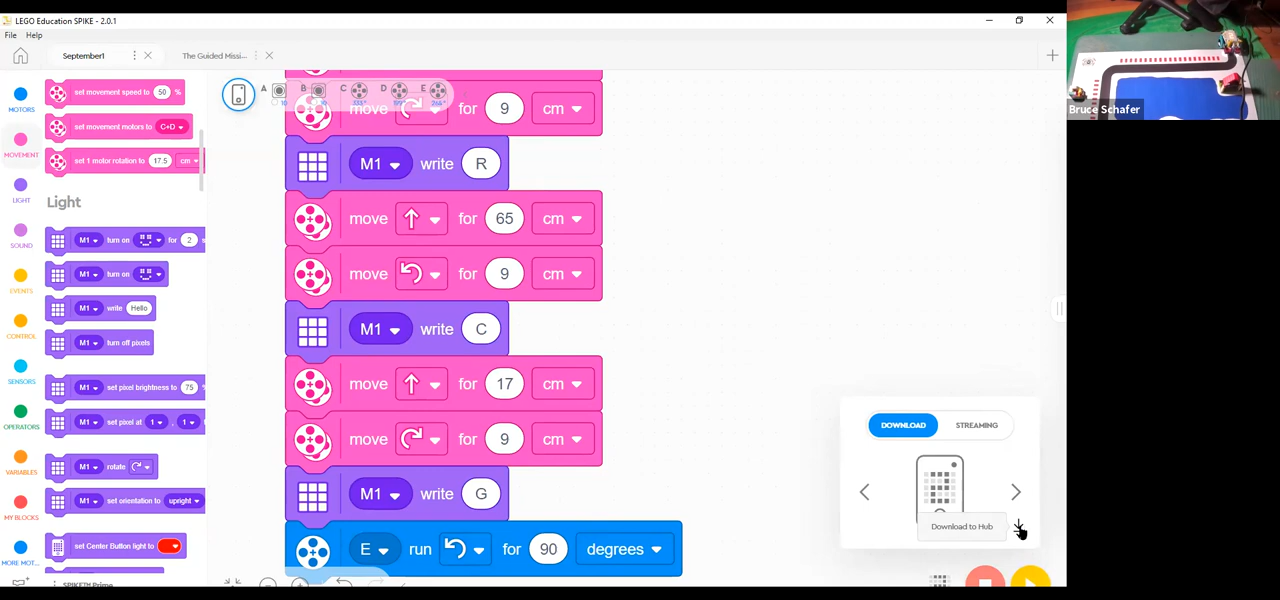 LEGO Education SPIKE - 2.0.1
File Help
September1
The Guided Missi...
MOTORS
MOVEMENT
LIGHT
SOUND
EVENTS
CONTROL
SENSORS
OPERATORS
VARIABLES
MY BLOCKS
MORE MOT...
set movement speed to 50 %
set movement motors to C+D
set 1 motor rotation to 17.5 cm
Light
M1 turn on for 2 s
M1 turn on
M1 write Hello
M1 turn off pixels
M1 set pixel brightness to 75 %
M1 set pixel at 1 , 1
M1 rotate
M1 set orientation to upright
set Center Button light to
SPIKE™ Prime
A B C D E
move for 9 cm
M1 write R
move for 65 cm
move for 9 cm
M1 write C
move for 17 cm
move for 9 cm
M1 write G
E run for 90 degrees
DOWNLOAD STREAMING
Download to Hub
Bruce Schafer